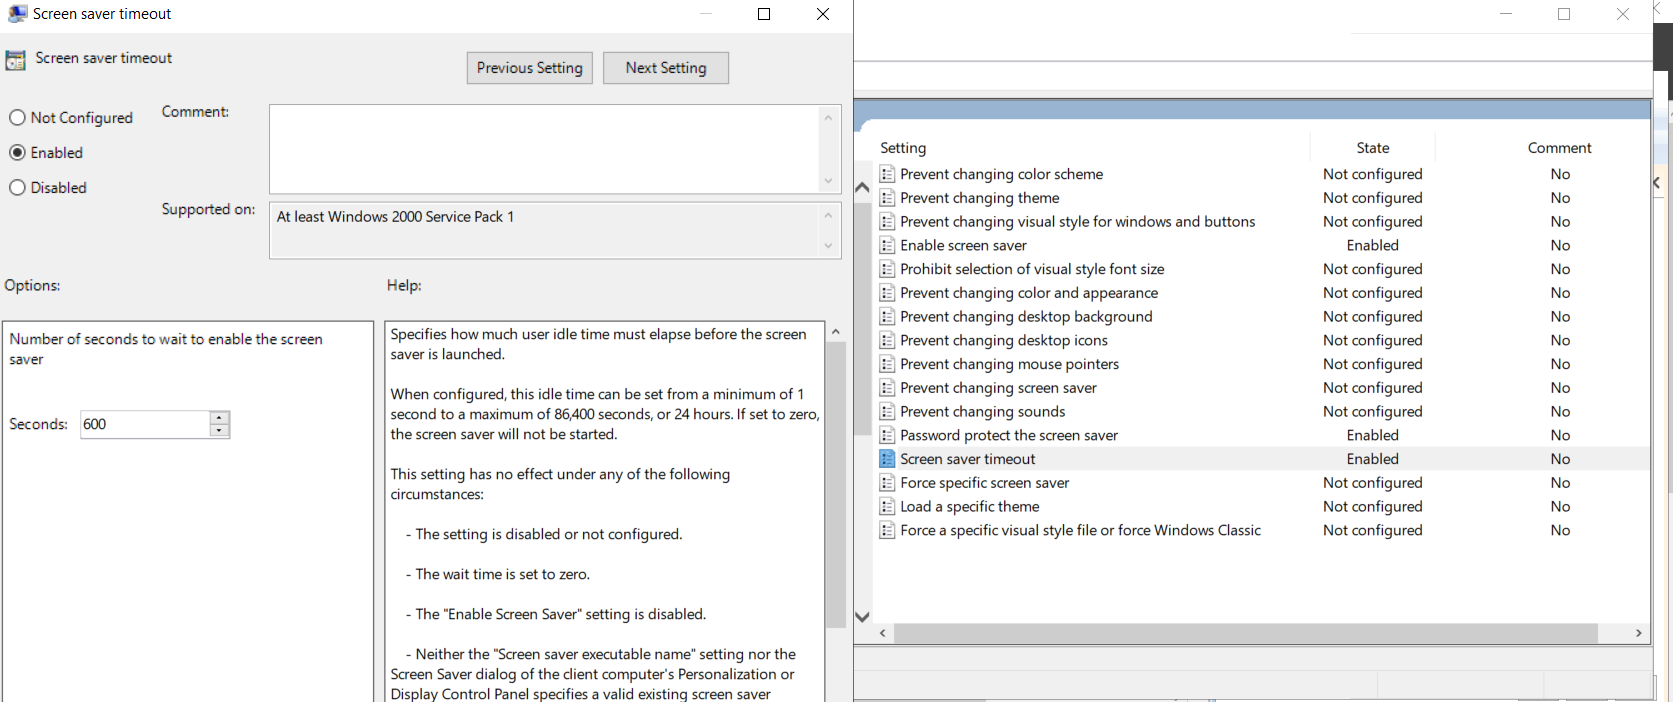 Screen saver timeout
Screen saver timeout
Previous Setting
Next Setting
Not Configured
Enabled
Disabled
Comment:
Supported on:
At least Windows 2000 Service Pack 1
Options:
Help:
Number of seconds to wait to enable the screen
saver
Seconds:
600
Specifies how much user idle time must elapse before the screen
saver is launched.
When configured, this idle time can be set from a minimum of 1
second to a maximum of 86,400 seconds, or 24 hours. If set to zero,
the screen saver will not be started.
This setting has no effect under any of the following
circumstances:
- The setting is disabled or not configured.
- The wait time is set to zero.
- The "Enable Screen Saver" setting is disabled.
- Neither the "Screen saver executable name" setting nor the
Screen Saver dialog of the client computer's Personalization or
Display Control Panel specifies a valid existing screen saver
Setting State Comment
Prevent changing color scheme Not configured No
Prevent changing theme Not configured No
Prevent changing visual style for windows and buttons Not configured No
Enable screen saver Enabled No
Prohibit selection of visual style font size Not configured No
Prevent changing color and appearance Not configured No
Prevent changing desktop background Not configured No
Prevent changing desktop icons Not configured No
Prevent changing mouse pointers Not configured No
Prevent changing screen saver Not configured No
Prevent changing sounds Not configured No
Password protect the screen saver Enabled No
Screen saver timeout Enabled No
Force specific screen saver Not configured No
Load a specific theme Not configured No
Force a specific visual style file or force Windows Classic Not configured No